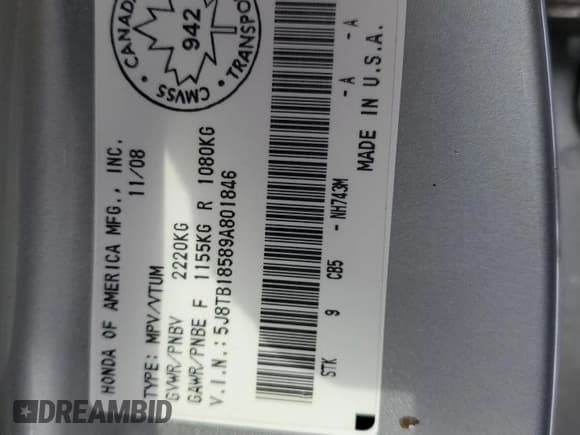 HONDA OF AMERICA MFG., INC.
11/08
TYPE: MPV/VTUM
GVWR/PNBV 2220KG
GAWR/PNBE F 1155KG R 1080KG
V.I.N.:5J8TB18589A801846
CANADA
TRANSPO
CMVSS
942
STK 9 CB5 - NH743M - A - A
MADE IN U.S.A.
DREAMBID